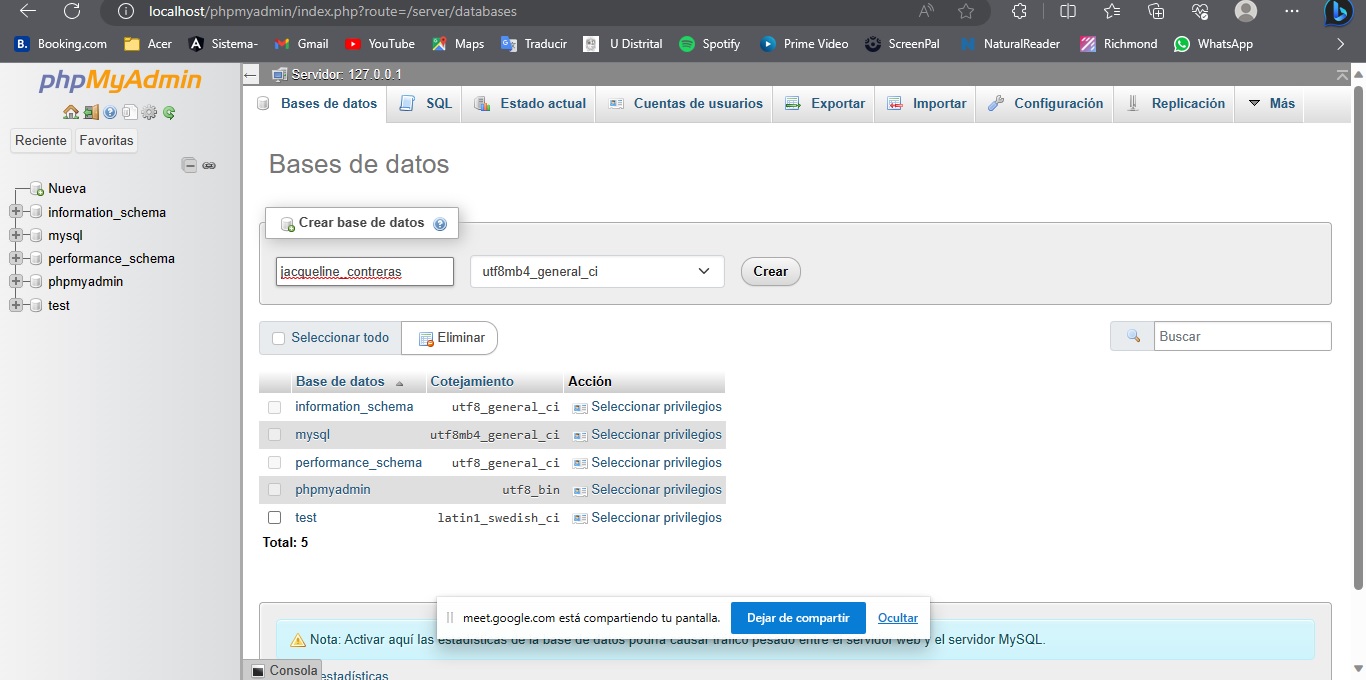 localhost/phpmyadmin/index.php?route=/server/databases
B. Booking.com Acer Sistema- Gmail YouTube Maps Traducir U Distrital Spotify Prime Video ScreenPal NaturalReader Richmond WhatsApp
phpMyAdmin
Reciente Favoritas
Nueva
information_schema
mysql
performance_schema
phpmyadmin
test
Servidor: 127.0.0.1
Bases de datos SQL Estado actual Cuentas de usuarios Exportar Importar Configuración Replicación Más
Bases de datos
Crear base de datos
jacqueline_contreras utf8mb4_general_ci Crear
Seleccionar todo Eliminar Buscar
Base de datos Cotejamiento Acción
information_schema utf8_general_ci Seleccionar privilegios
mysql utf8mb4_general_ci Seleccionar privilegios
performance_schema utf8_general_ci Seleccionar privilegios
phpmyadmin utf8_bin Seleccionar privilegios
test latin1_swedish_ci Seleccionar privilegios
Total: 5
meet.google.com está compartiendo tu pantalla. Dejar de compartir Ocultar
Nota: Activar aquí las estadísticas de la base de datos podría causar tráfico pesado entre el servidor web y el servidor MySQL.
Consola estadísticas